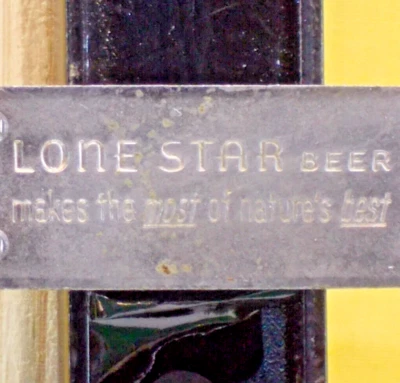 LONE STAR BEER
makes the most of nature's best